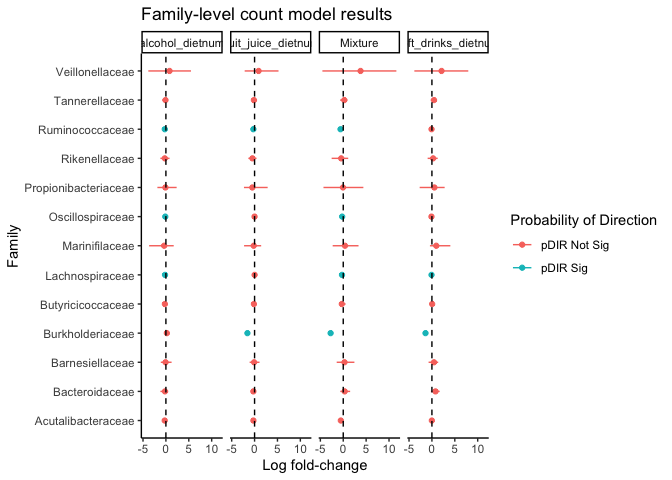 Family-level count model results
alcohol_dietnum
uit_juice_dietnu
Mixture
ft_drinks_dietnu
Veillonellaceae
Tannerellaceae
Ruminococcaceae
Rikenellaceae
Propionibacteriaceae
Oscillospiraceae
Marinifilaceae
Lachnospiraceae
Butyricicoccaceae
Burkholderiaceae
Barnesiellaceae
Bacteroidaceae
Acutalibacteraceae
Family
-5 0 5 10
-5 0 5 10
-5 0 5 10
-5 0 5 10
Log fold-change
Probability of Direction
pDIR Not Sig
pDIR Sig